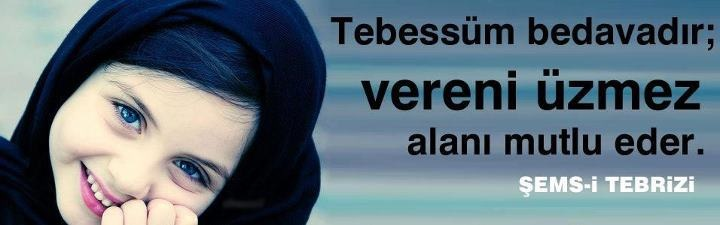 Tebessüm bedavadır;
vereni üzmez
alanı mutlu eder.
ŞEMS-i TEBRiZi